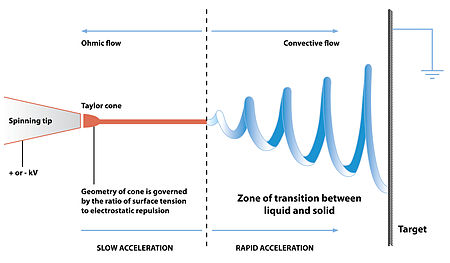 Ohmic flow
Convective flow
Taylor cone
Spinning tip
+ or - kV
Geometry of cone is governed
by the ratio of surface tension
to electrostatic repulsion
Zone of transition between
liquid and solid
Target
SLOW ACCELERATION
RAPID ACCELERATION